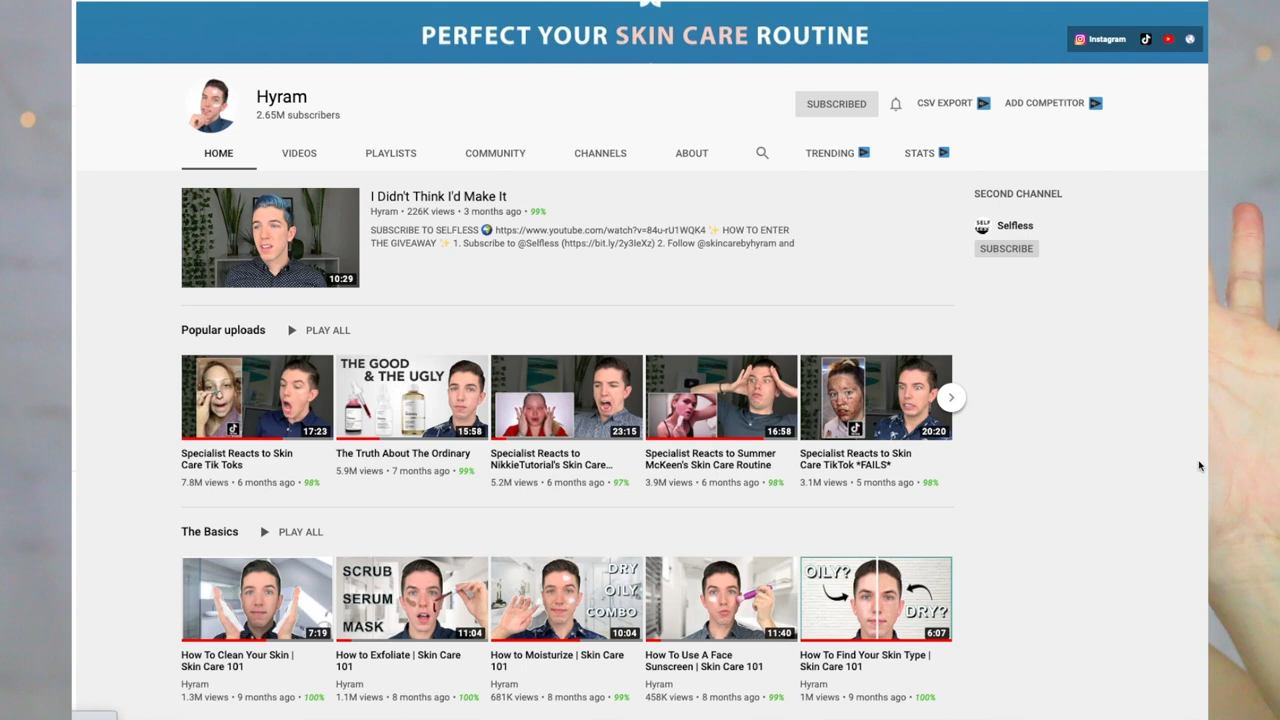 PERFECT YOUR SKIN CARE ROUTINE
Instagram
Hyram
2.65M subscribers
SUBSCRIBED
CSV EXPORT
ADD COMPETITOR
HOME
VIDEOS
PLAYLISTS
COMMUNITY
CHANNELS
ABOUT
TRENDING
STATS
I Didn't Think I'd Make It
Hyram • 226K views • 3 months ago • 99%
SUBSCRIBE TO SELFLESS 🌍 https://www.youtube.com/watch?v=84u-rU1WQK4 ✨ HOW TO ENTER
THE GIVEAWAY ✨ 1. Subscribe to @Selfless (https://bit.ly/2y3IeXz) 2. Follow @skincarebyhyram and
10:29
SECOND CHANNEL
SELF
Selfless
SUBSCRIBE
Popular uploads
PLAY ALL
17:23
THE GOOD
& THE UGLY
15:58
23:15
16:58
20:20
Specialist Reacts to Skin
Care Tik Toks
7.8M views • 6 months ago • 98%
The Truth About The Ordinary
5.9M views • 7 months ago • 99%
Specialist Reacts to
NikkieTutorial's Skin Care...
5.2M views • 6 months ago • 97%
Specialist Reacts to Summer
McKeen's Skin Care Routine
3.9M views • 6 months ago • 98%
Specialist Reacts to Skin
Care TikTok *FAILS*
3.1M views • 5 months ago • 98%
The Basics
PLAY ALL
7:19
SCRUB
SERUM
MASK
11:04
DRY
OILY
COMBO
10:04
11:40
OILY?
DRY?
6:07
How To Clean Your Skin |
Skin Care 101
Hyram
1.3M views • 9 months ago • 100%
How to Exfoliate | Skin Care
101
Hyram
1.1M views • 8 months ago • 100%
How to Moisturize | Skin Care
101
Hyram
681K views • 8 months ago • 99%
How To Use A Face
Sunscreen | Skin Care 101
Hyram
458K views • 8 months ago • 99%
How To Find Your Skin Type |
Skin Care 101
Hyram
1M views • 9 months ago • 100%